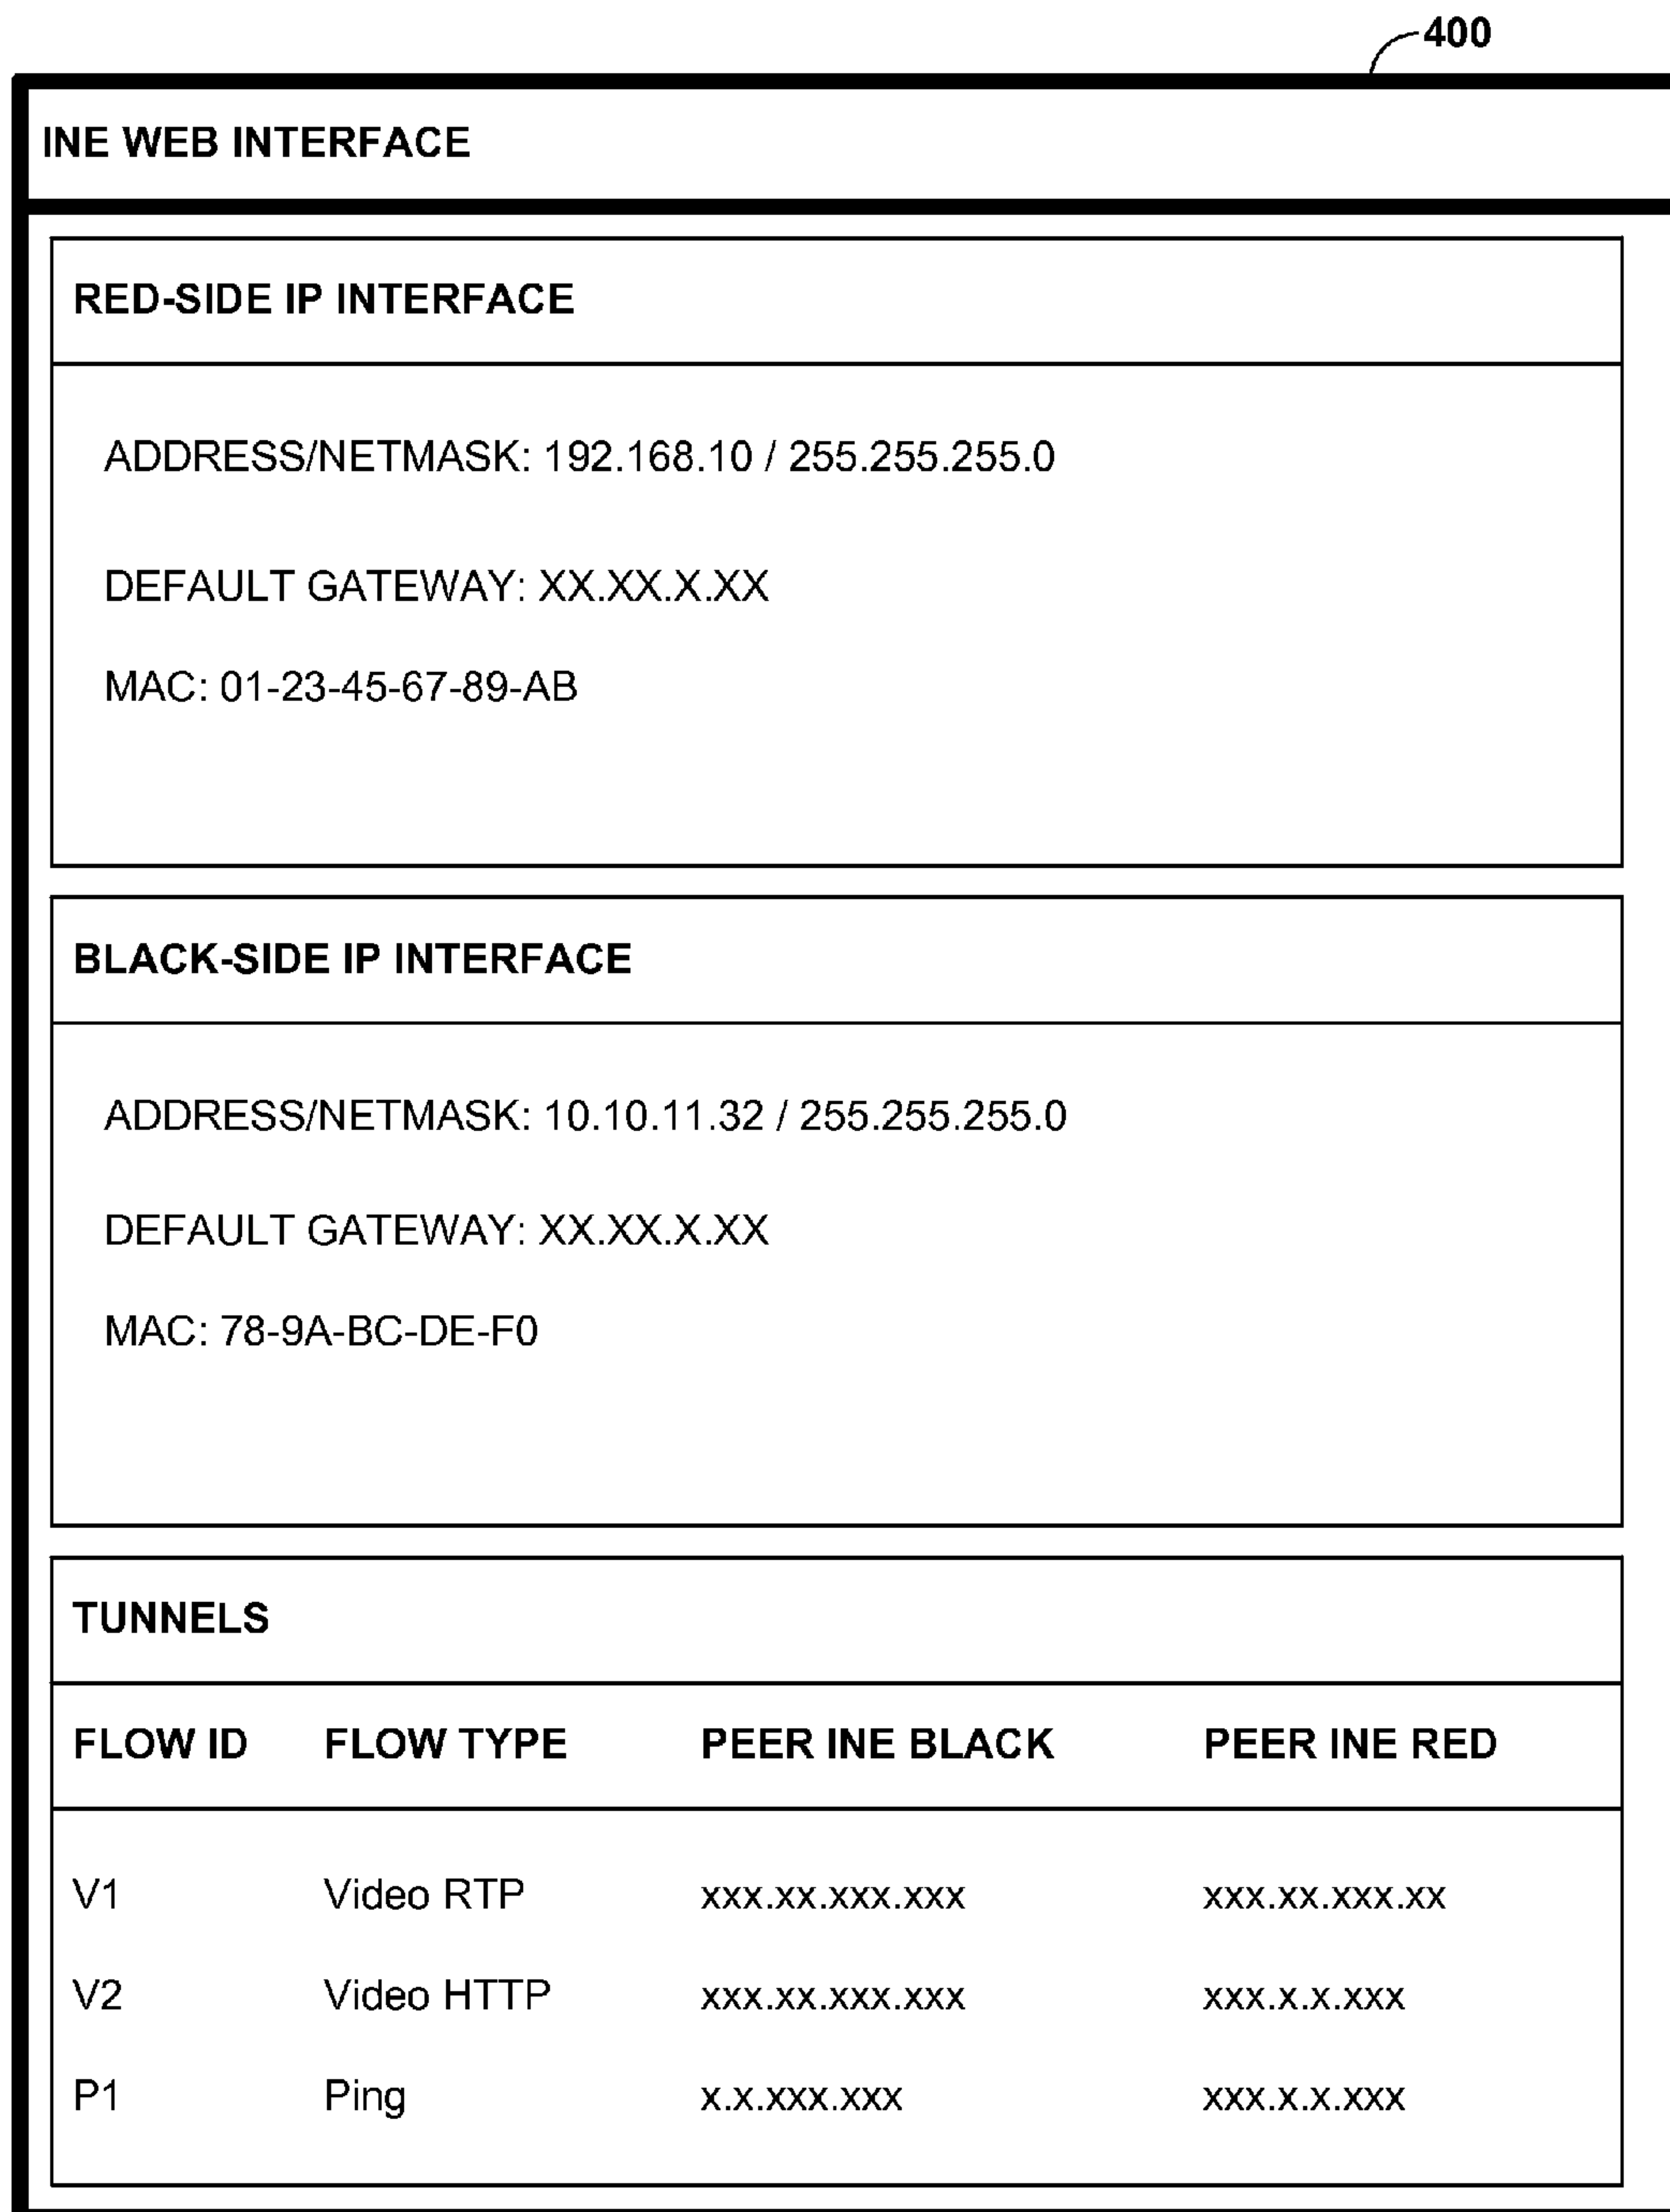 400
INE WEB INTERFACE
RED-SIDE IP INTERFACE
ADDRESS/NETMASK: 192.168.10 / 255.255.255.0
DEFAULT GATEWAY: XX.XX.X.XX
MAC: 01-23-45-67-89-AB
BLACK-SIDE IP INTERFACE
ADDRESS/NETMASK: 10.10.11.32 / 255.255.255.0
DEFAULT GATEWAY: XX.XX.X.XX
MAC: 78-9A-BC-DE-F0
TUNNELS
FLOW ID FLOW TYPE PEER INE BLACK PEER INE RED
V1 Video RTP xxx.xx.xxx.xxx xxx.xx.xxx.xx
V2 Video HTTP xxx.xx.xxx.xxx xxx.x.x.xxx
P1 Ping x.x.xxx.xxx xxx.x.x.xxx